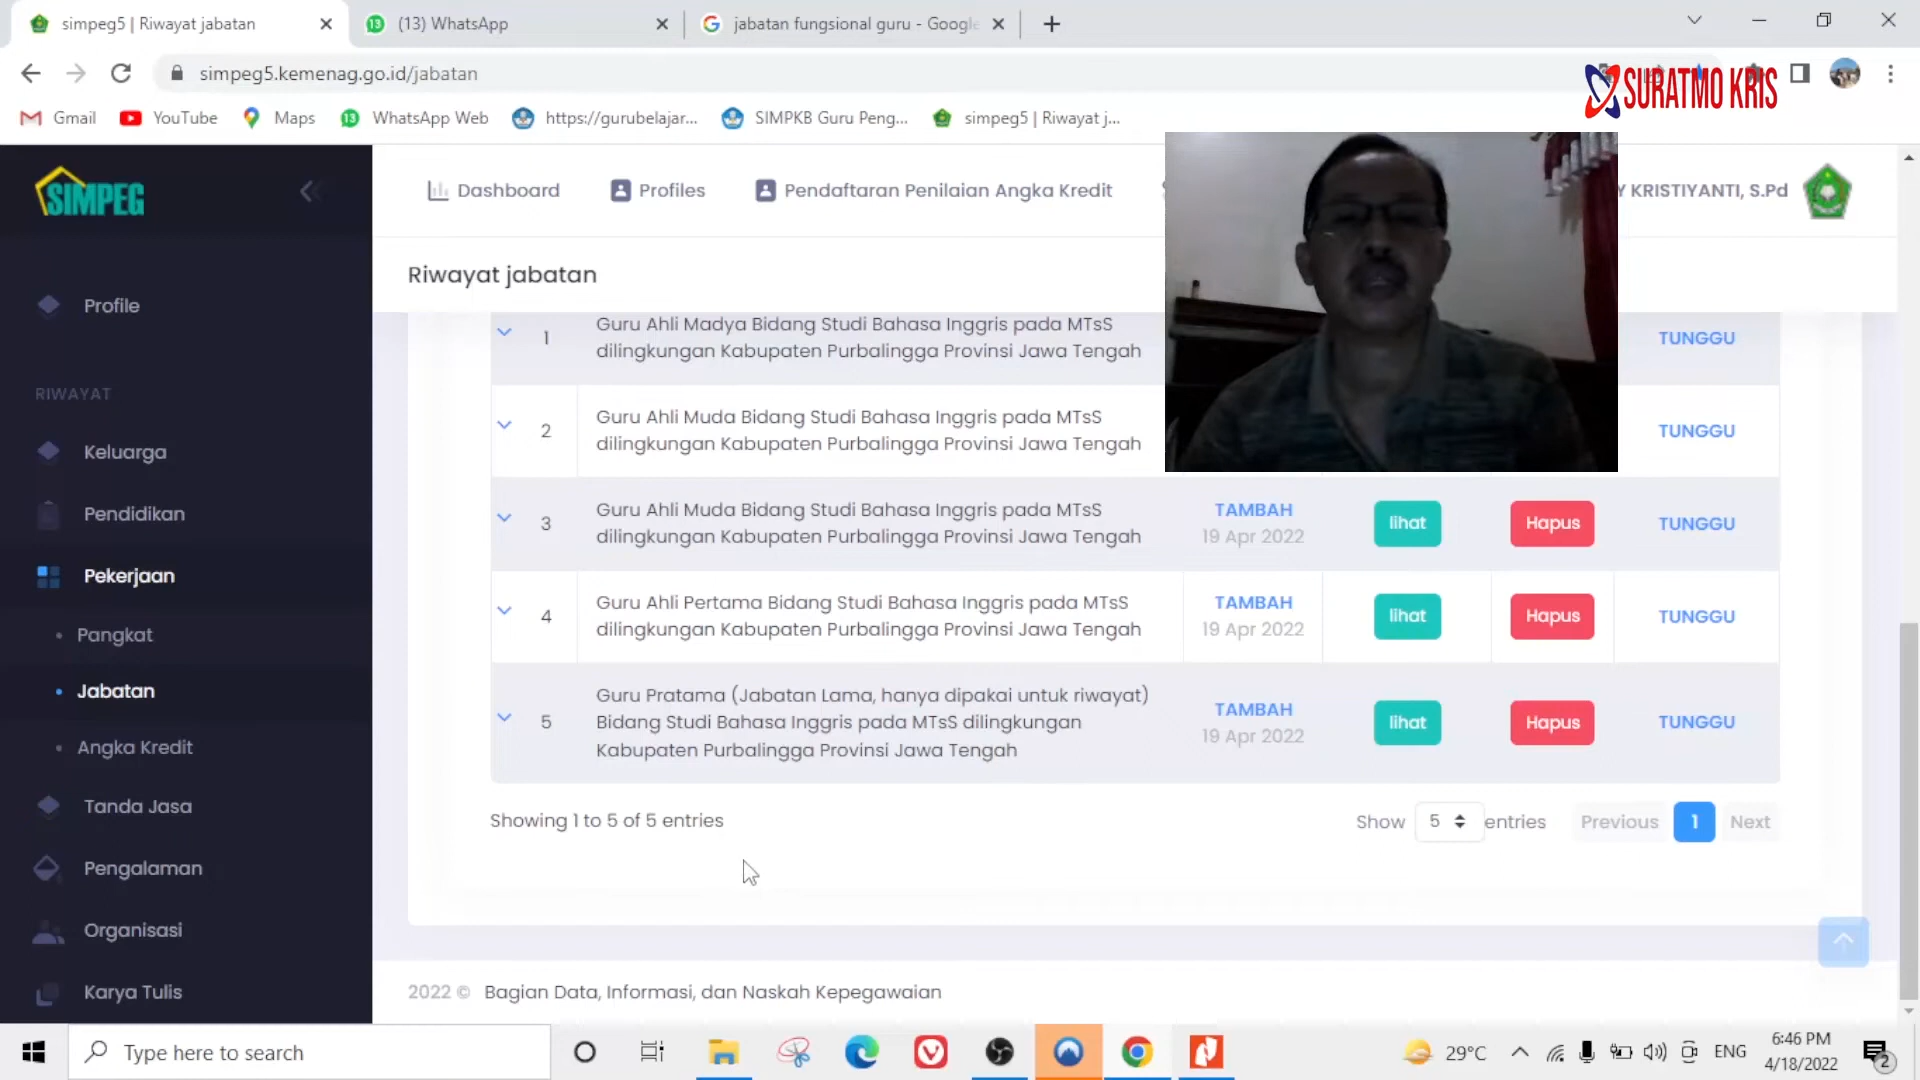 simpeg5 | Riwayat jabatan
(13) WhatsApp
jabatan fungsional guru - Google
simpeg5.kemenag.go.id/jabatan
SURATMO KRIS
Gmail
YouTube
Maps
WhatsApp Web
https://gurubelajar...
SIMPKB Guru Peng...
simpeg5 | Riwayat j...
SIMPEG
Dashboard
Profiles
Pendaftaran Penilaian Angka Kredit
Y KRISTIYANTI, S.Pd
Riwayat jabatan
Profile
RIWAYAT
Keluarga
Pendidikan
Pekerjaan
Pangkat
Jabatan
Angka Kredit
Tanda Jasa
Pengalaman
Organisasi
Karya Tulis
1
Guru Ahli Madya Bidang Studi Bahasa Inggris pada MTsS
dilingkungan Kabupaten Purbalingga Provinsi Jawa Tengah
TUNGGU
2
Guru Ahli Muda Bidang Studi Bahasa Inggris pada MTsS
dilingkungan Kabupaten Purbalingga Provinsi Jawa Tengah
TUNGGU
3
Guru Ahli Muda Bidang Studi Bahasa Inggris pada MTsS
dilingkungan Kabupaten Purbalingga Provinsi Jawa Tengah
TAMBAH
19 Apr 2022
lihat
Hapus
TUNGGU
4
Guru Ahli Pertama Bidang Studi Bahasa Inggris pada MTsS
dilingkungan Kabupaten Purbalingga Provinsi Jawa Tengah
TAMBAH
19 Apr 2022
lihat
Hapus
TUNGGU
5
Guru Pratama (Jabatan Lama, hanya dipakai untuk riwayat)
Bidang Studi Bahasa Inggris pada MTsS dilingkungan
Kabupaten Purbalingga Provinsi Jawa Tengah
TAMBAH
19 Apr 2022
lihat
Hapus
TUNGGU
Showing 1 to 5 of 5 entries
Show 5 entries
Previous 1 Next
2022 © Bagian Data, Informasi, dan Naskah Kepegawaian
Type here to search
29°C
ENG
6:46 PM
4/18/2022
2